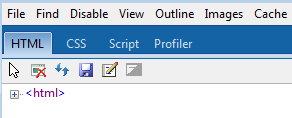 File Find Disable View Outline Images Cache
HTML CSS Script Profiler
<html>